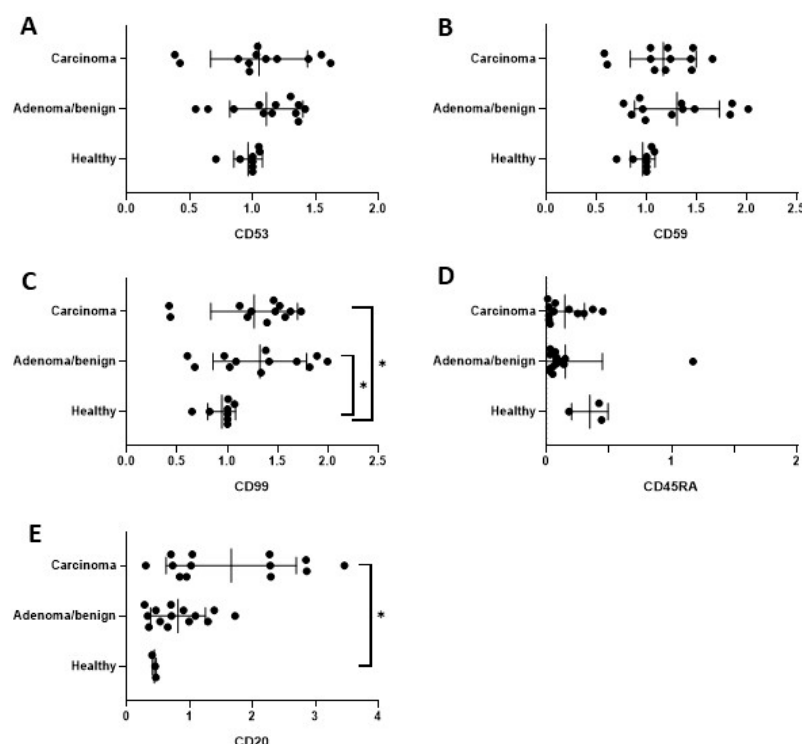 A
Carcinoma
Adenoma/benign
Healthy
0.0 0.5 1.0 1.5 2.0
CD53
B
Carcinoma
Adenoma/benign
Healthy
0.0 0.5 1.0 1.5 2.0 2.5
CD59
C
Carcinoma
Adenoma/benign
Healthy
* *
0.0 0.5 1.0 1.5 2.0 2.5
CD99
D
Carcinoma
Adenoma/benign
Healthy
0 1 2
CD45RA
E
Carcinoma
Adenoma/benign
Healthy
*
0 1 2 3 4
CD20